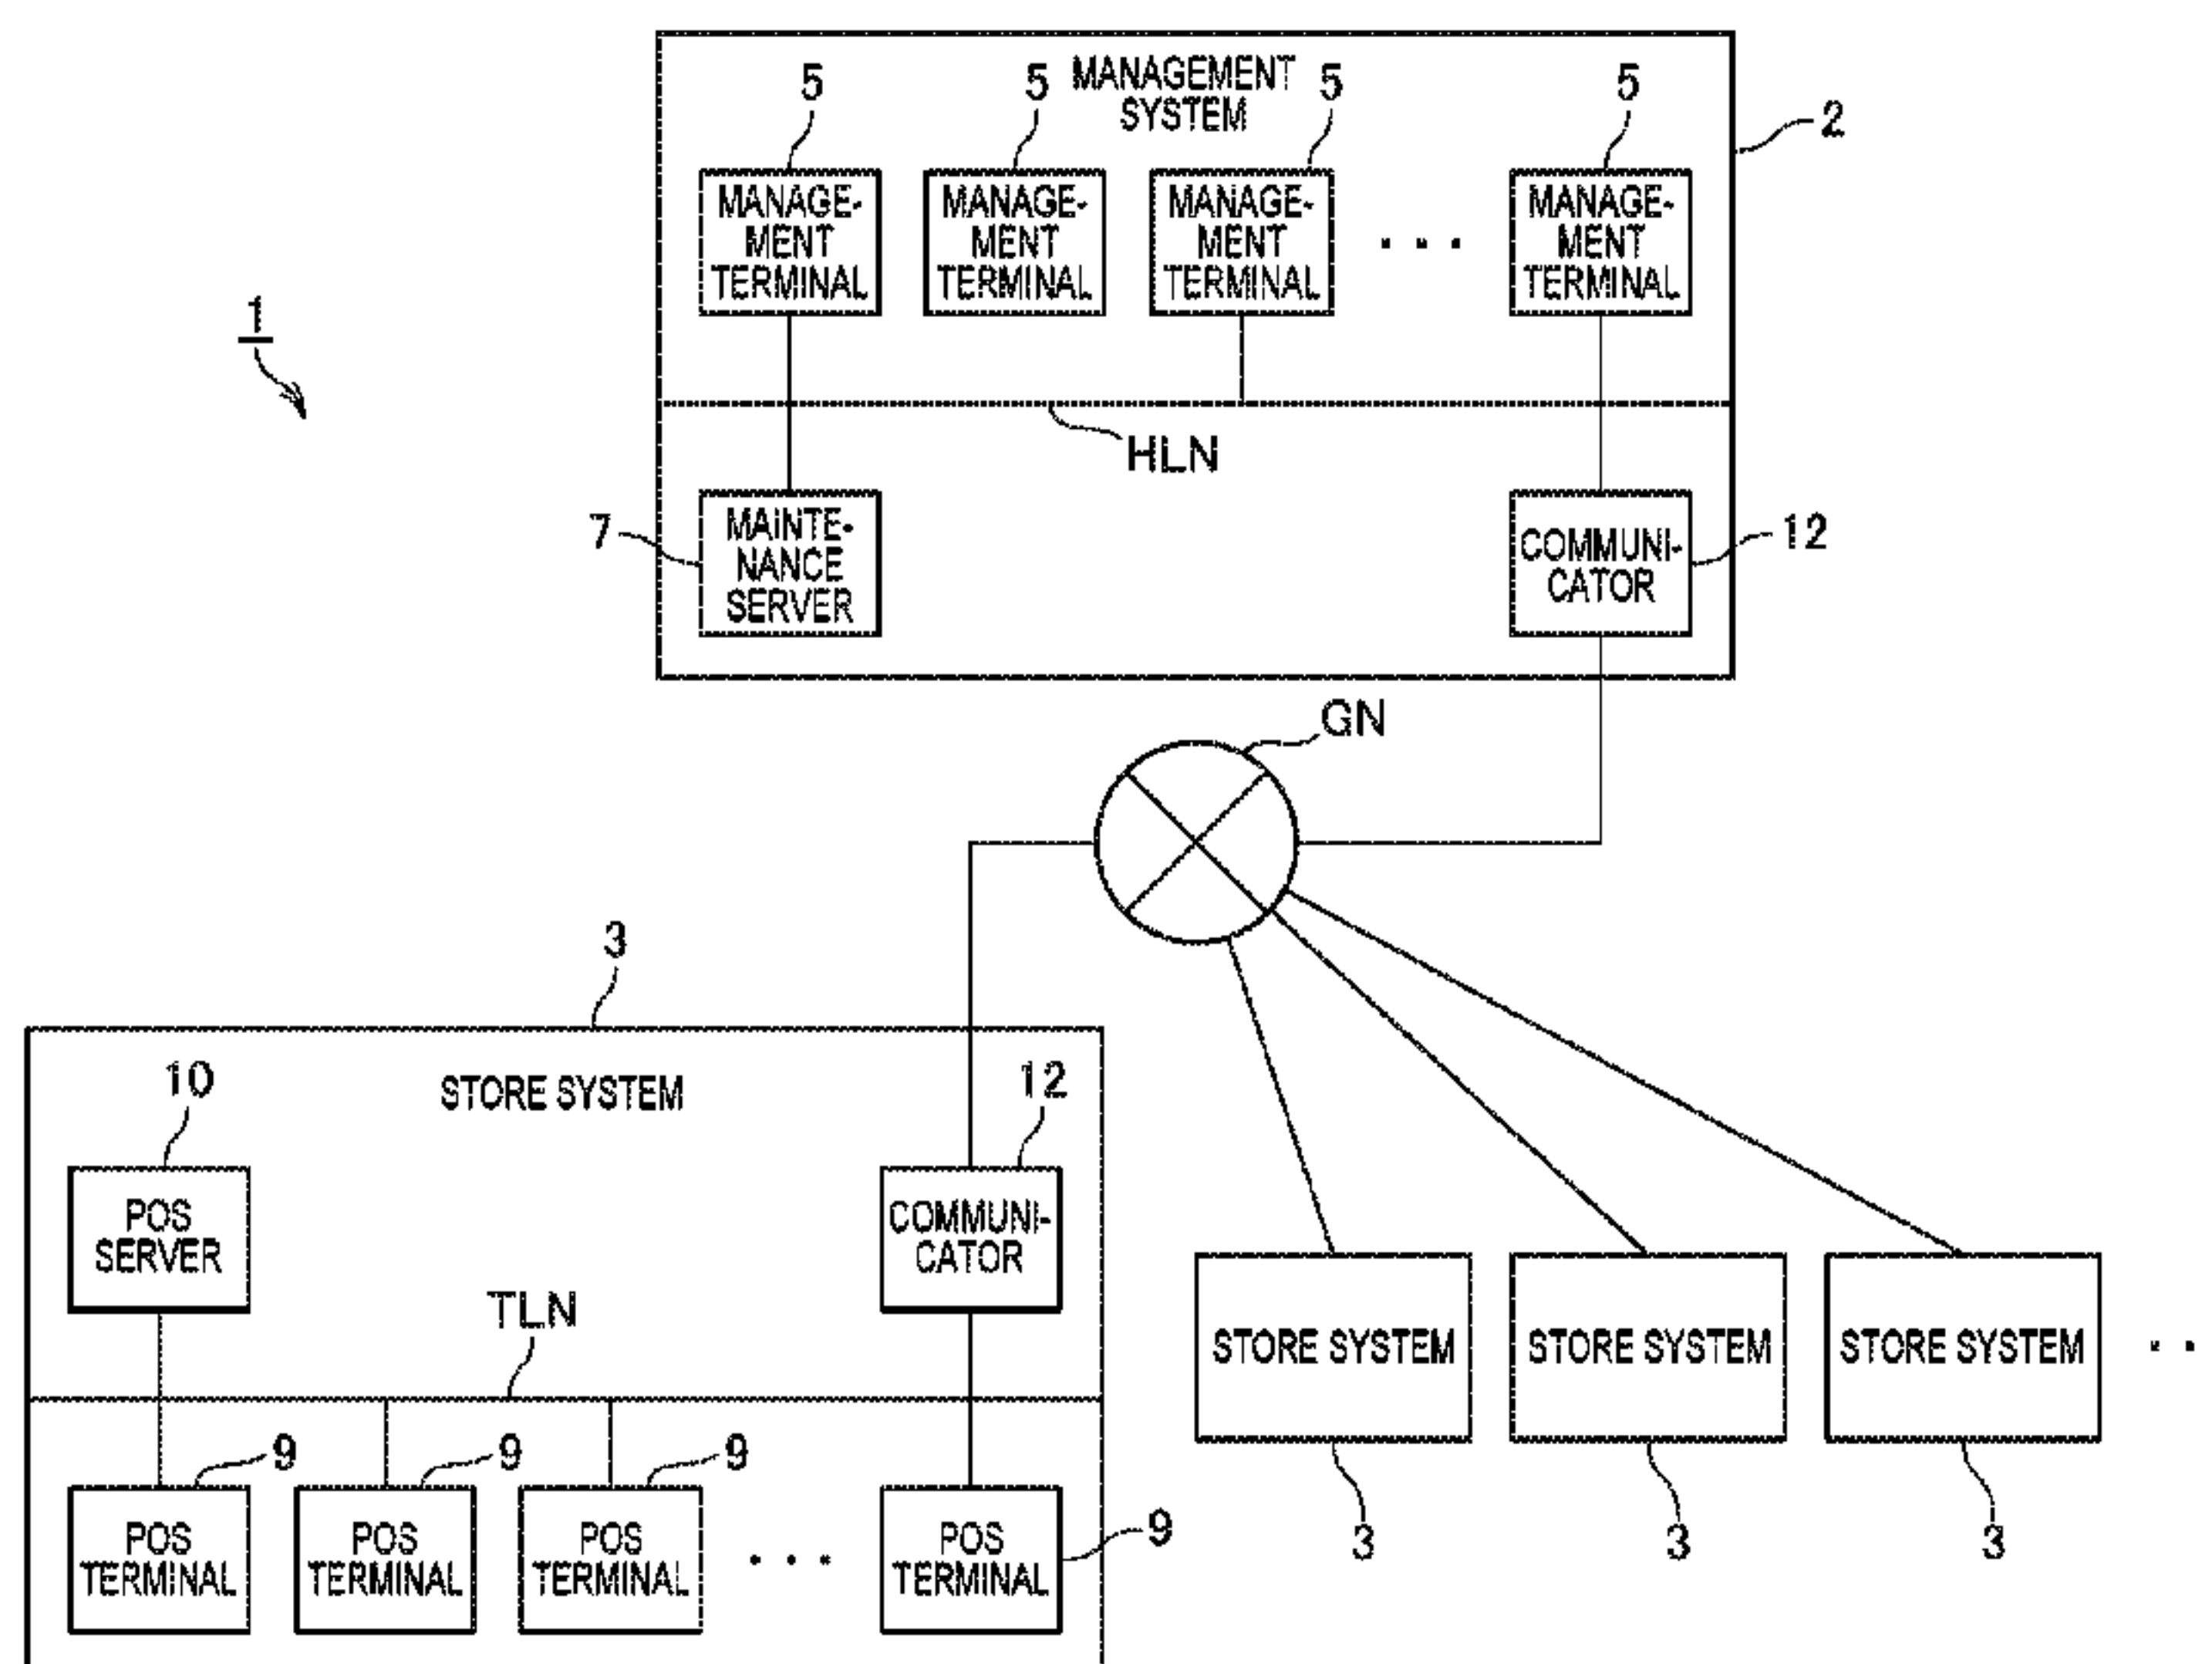 MANAGEMENT
SYSTEM
5
5
5
5
2
MANAGE-
MENT
TERMINAL
MANAGE-
MENT
TERMINAL
MANAGE-
MENT
TERMINAL
. . .
MANAGE-
MENT
TERMINAL
1
HLN
7
MAINTE-
NANCE
SERVER
COMMUNI-
CATOR
12
GN
3
10
STORE SYSTEM
12
POS
SERVER
COMMUNI-
CATOR
TLN
STORE SYSTEM
STORE SYSTEM
STORE SYSTEM
. .
9
9
9
POS
TERMINAL
POS
TERMINAL
POS
TERMINAL
. . .
POS
TERMINAL
9
3
3
3